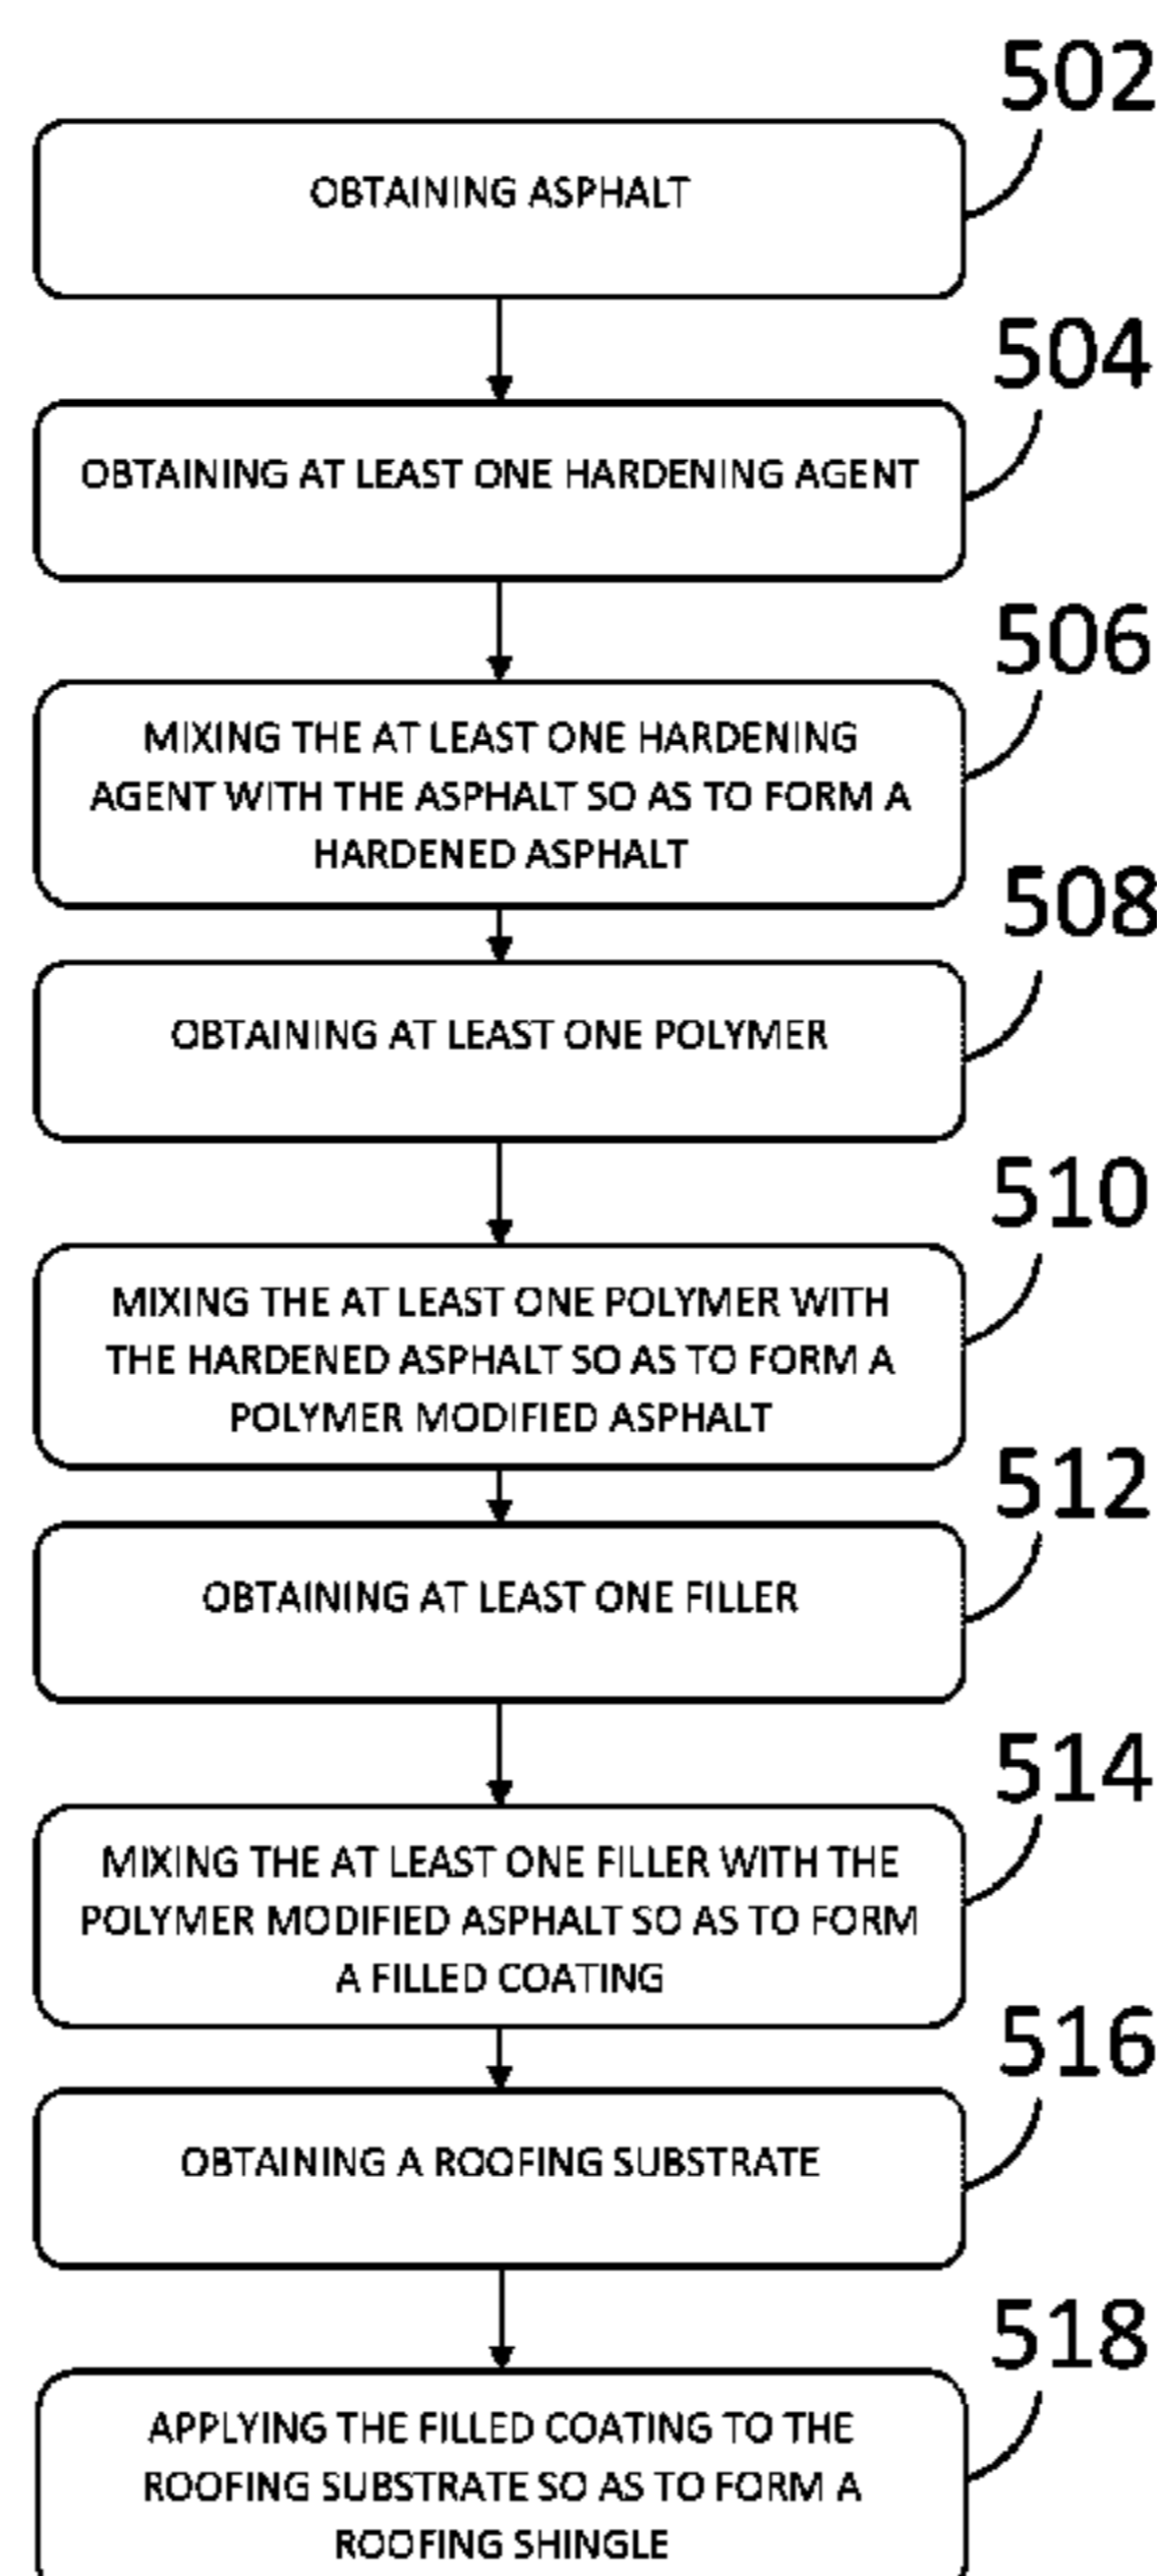 502
OBTAINING ASPHALT
504
OBTAINING AT LEAST ONE HARDENING AGENT
506
MIXING THE AT LEAST ONE HARDENING
AGENT WITH THE ASPHALT SO AS TO FORM A
HARDENED ASPHALT
508
OBTAINING AT LEAST ONE POLYMER
510
MIXING THE AT LEAST ONE POLYMER WITH
THE HARDENED ASPHALT SO AS TO FORM A
POLYMER MODIFIED ASPHALT
512
OBTAINING AT LEAST ONE FILLER
514
MIXING THE AT LEAST ONE FILLER WITH THE
POLYMER MODIFIED ASPHALT SO AS TO FORM
A FILLED COATING
516
OBTAINING A ROOFING SUBSTRATE
518
APPLYING THE FILLED COATING TO THE
ROOFING SUBSTRATE SO AS TO FORM A
ROOFING SHINGLE